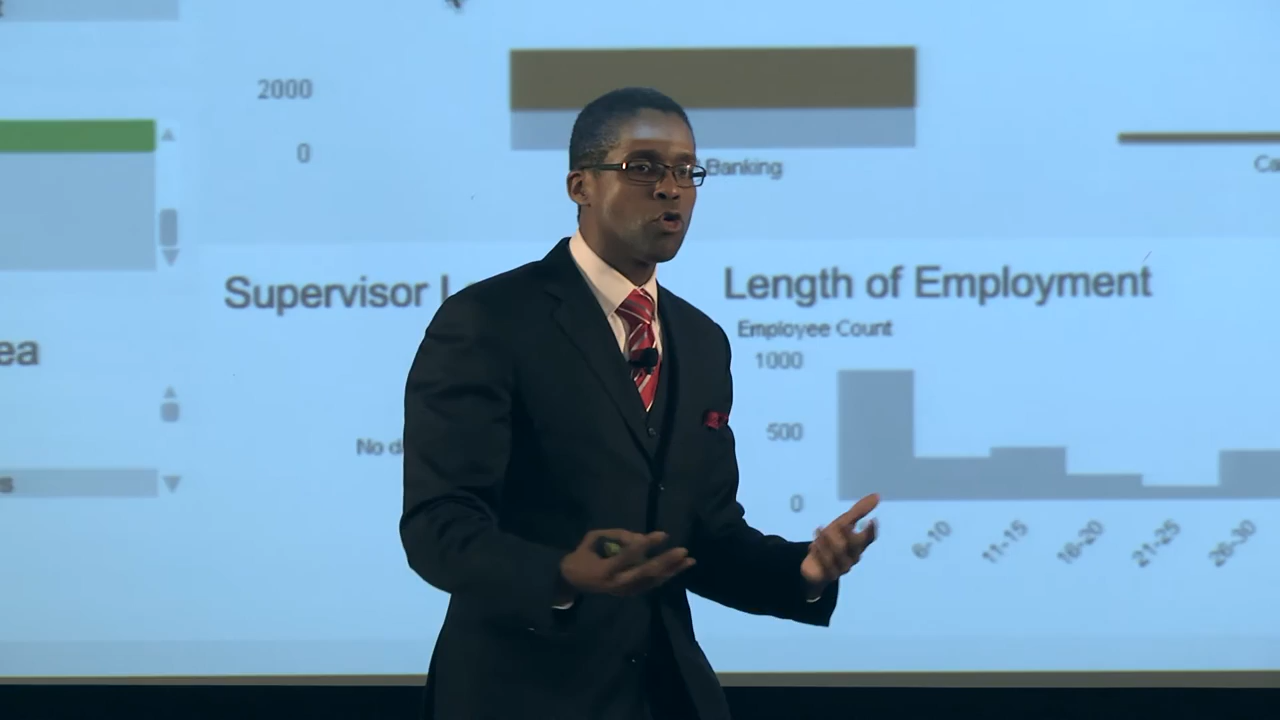 2000
0
Banking
Supervisor
Length of Employment
Employee Count
1000
500
0
No
6-10
11-15
16-20
21-25
26-30